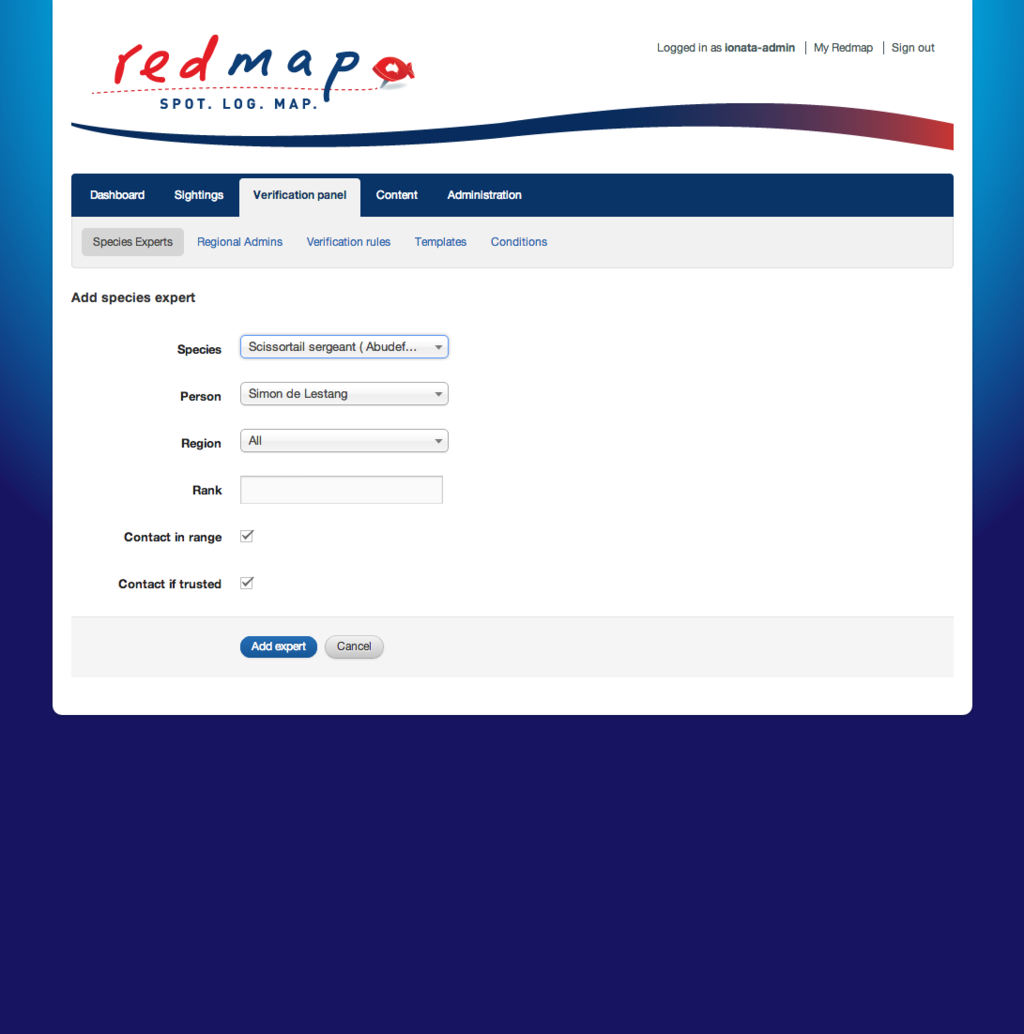 redmap
SPOT. LOG. MAP.
Logged in as ionata-admin | My Redmap | Sign out
Dashboard Sightings Verification panel Content Administration
Species Experts Regional Admins Verification rules Templates Conditions
Add species expert
Species Scissortail sergeant ( Abudef...
Person Simon de Lestang
Region All
Rank
Contact in range
Contact if trusted
Add expert Cancel